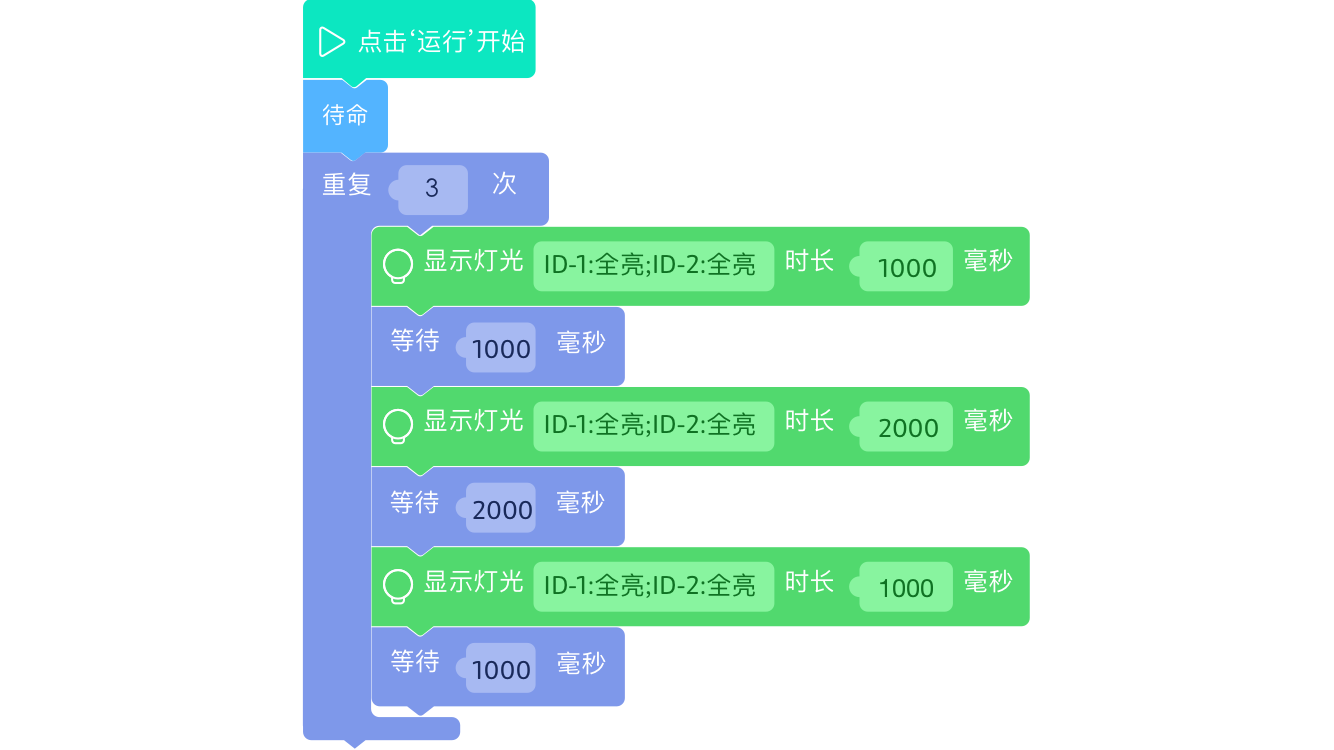 点击‘运行’开始
待命
重复 3 次
显示灯光 ID-1:全亮;ID-2:全亮 时长 1000 毫秒
等待 1000 毫秒
显示灯光 ID-1:全亮;ID-2:全亮 时长 2000 毫秒
等待 2000 毫秒
显示灯光 ID-1:全亮;ID-2:全亮 时长 1000 毫秒
等待 1000 毫秒